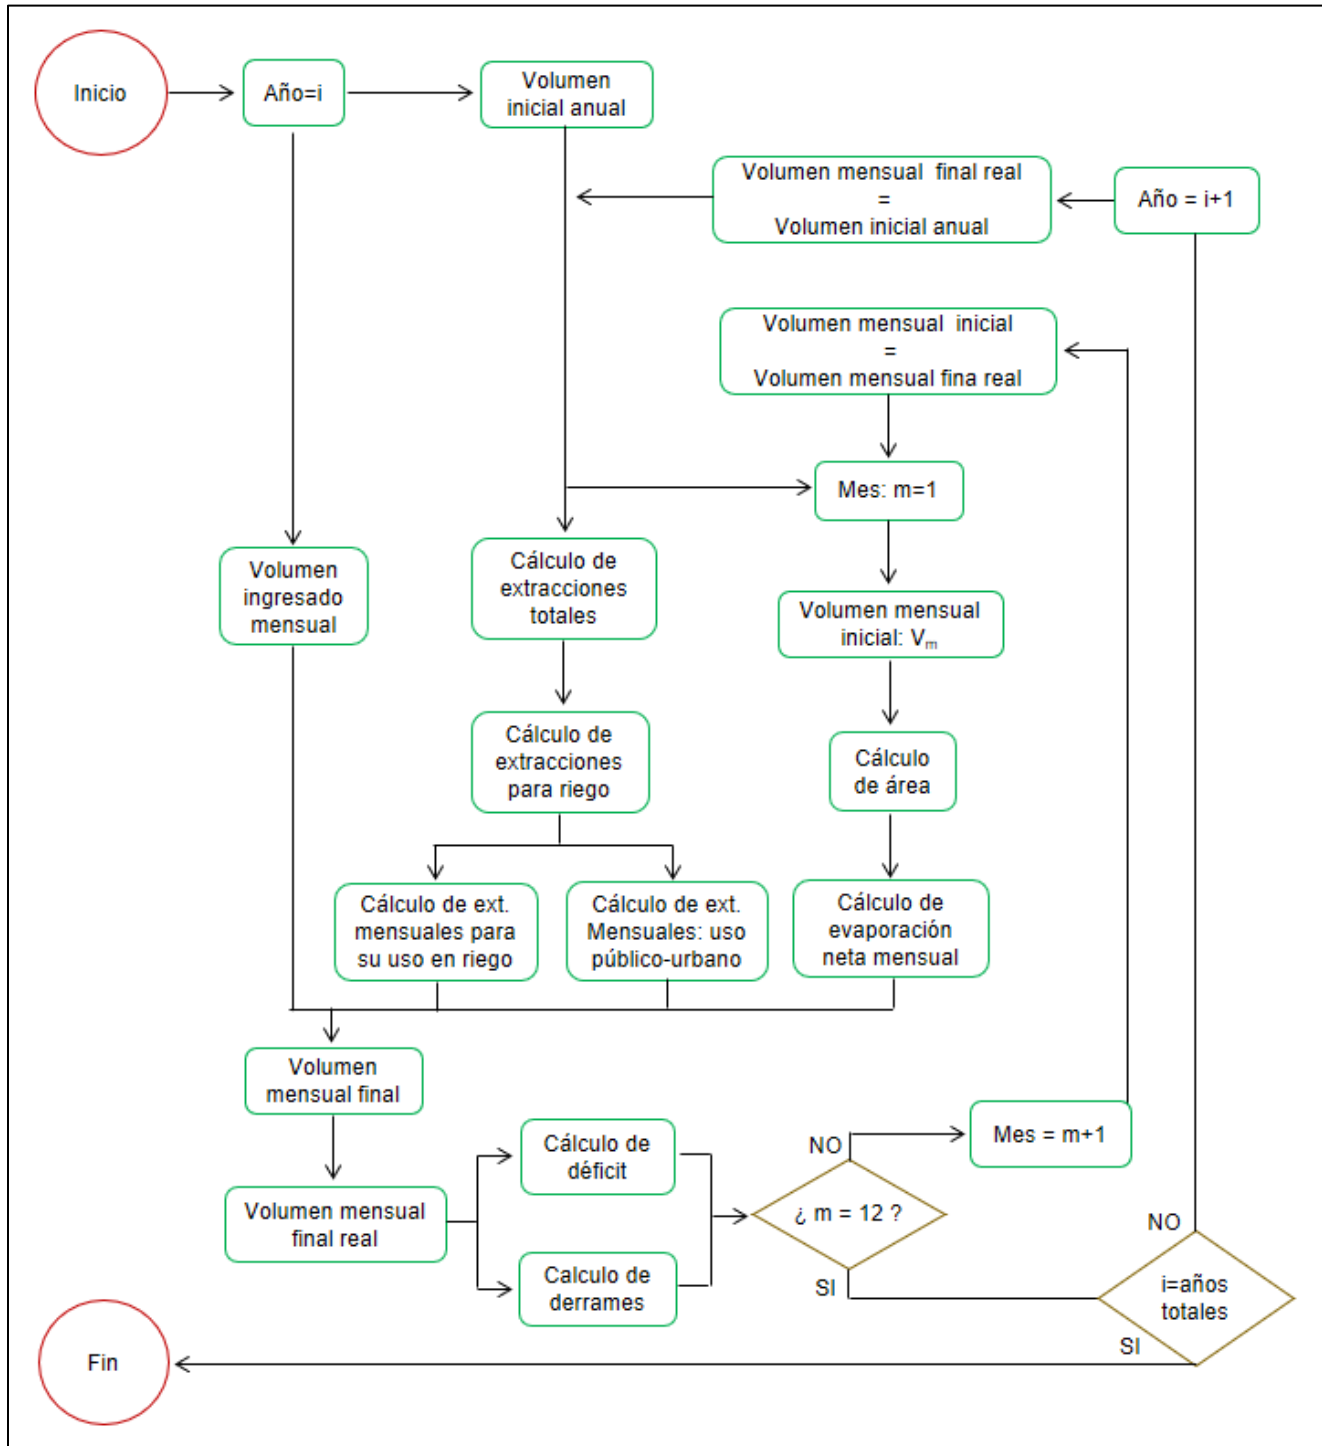 Inicio
Año=i
Volumen
inicial anual
Volumen mensual  final real
=
Volumen inicial anual
Año = i+1
Volumen mensual  inicial
=
Volumen mensual fina real
Mes: m=1
Volumen
ingresado
mensual
Cálculo de
extracciones
totales
Volumen mensual
inicial: Vₘ
Cálculo de
extracciones
para riego
Cálculo
de área
Cálculo de ext.
mensuales para
su uso en riego
Cálculo de ext.
Mensuales: uso
público-urbano
Cálculo de
evaporación
neta mensual
Volumen
mensual final
Volumen mensual
final real
Cálculo de
déficit
Calculo de
derrames
NO
¿ m = 12 ?
SI
Mes = m+1
NO
i=años
totales
SI
Fin